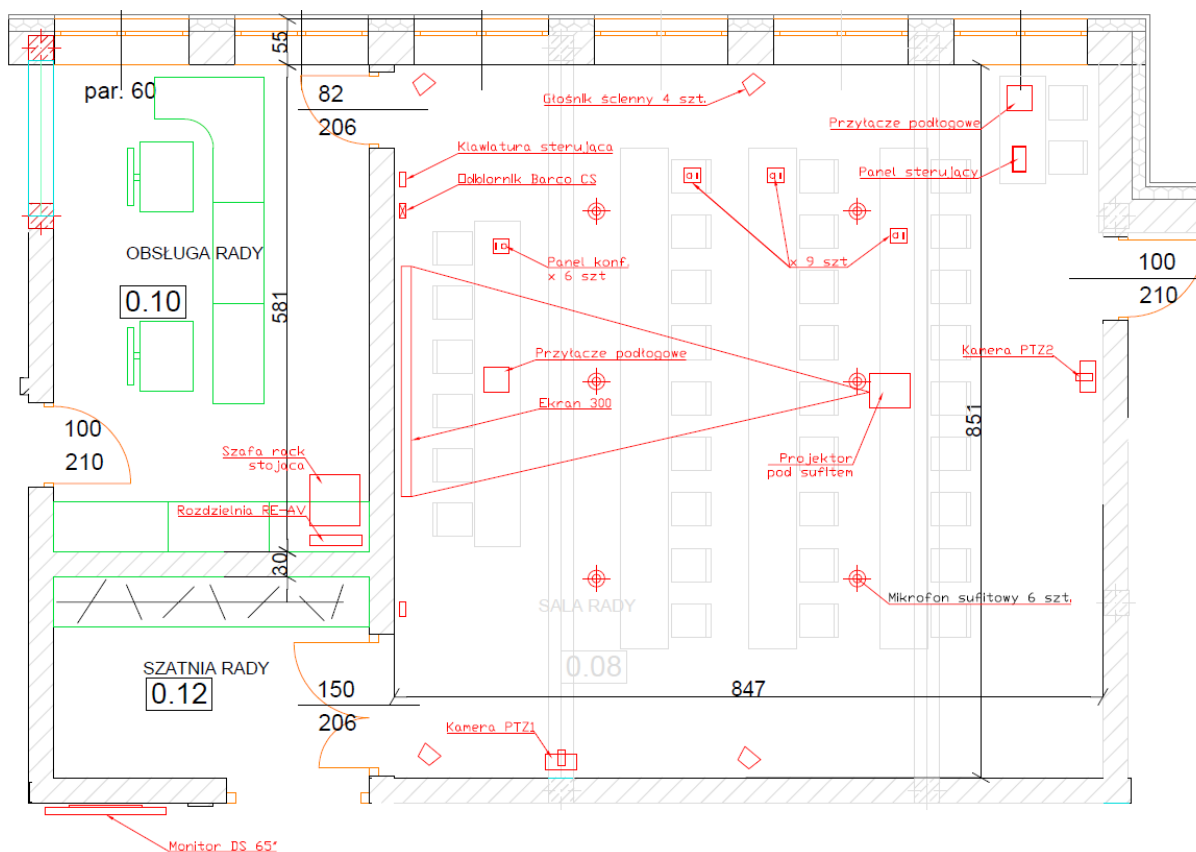 55
par. 60
82
206
Głośnik ścienny 4 szt.
Przyłącze podłogowe
Klawiatura sterująca
Odbiornik Barco CS
Panel sterujący
OBSŁUGA RADY
0.10
581
Panel konf.
x 6 szt
x 9 szt
100
210
Przyłącze podłogowe
Kamera PTZ2
Ekran 300
851
100
210
Szafa rack
stojąca
Projektor
pod sufitem
Rozdzielnia RE-AV
30
SALA RADY
Mikrofon sufitowy 6 szt.
0.08
SZATNIA RADY
0.12
150
206
847
Kamera PTZ1
Monitor DS 65"